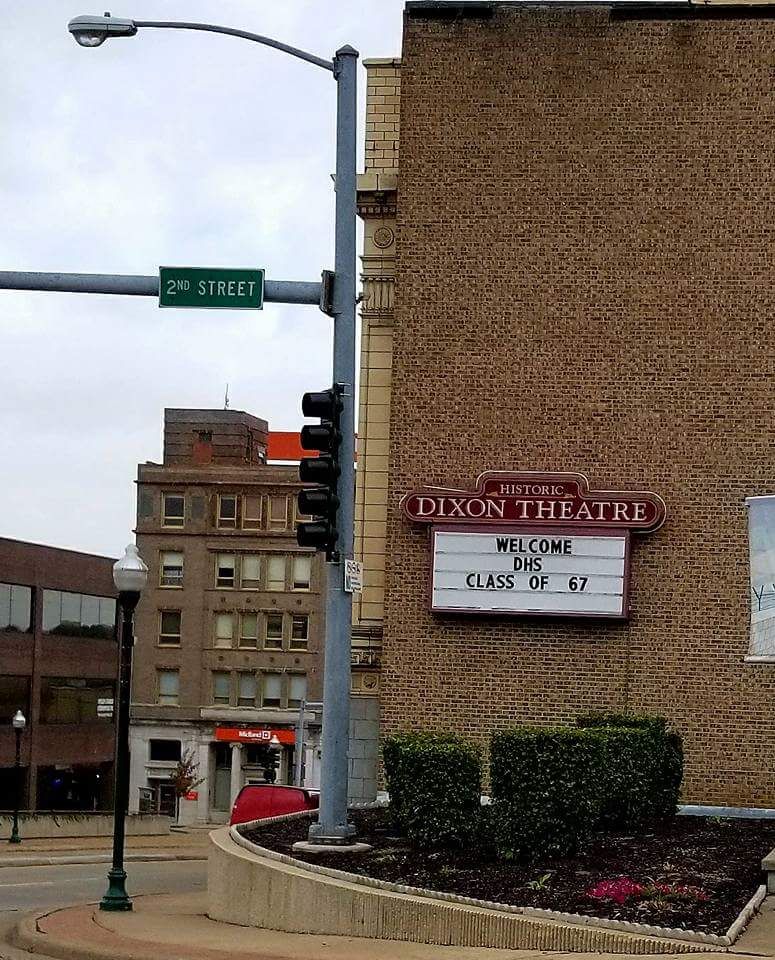 2ND STREET
HISTORIC
DIXON THEATRE
WELCOME
DHS
CLASS OF 67
Midland